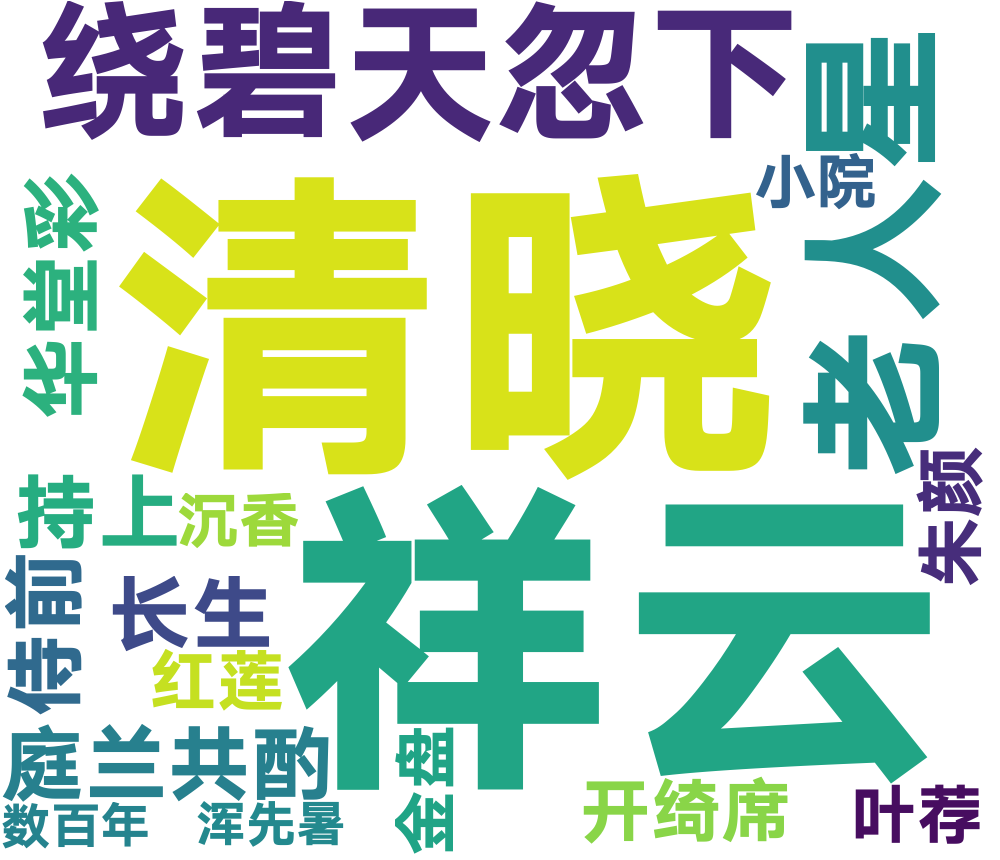 绕碧天忽下
老人星
小院
清晓
华堂彩
朱颜
持上
沉香
祥云
侍前
长生
红莲
庭兰共酌
金盘
开绮席
叶荐
数百年
浑先暑